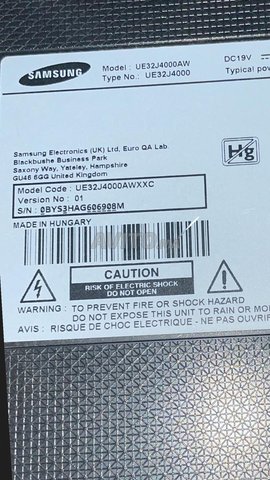 SAMSUNG
Model : UE32J4000AW
Type No.: UE32J4000
DC19V
Typical pow
Samsung Electronics (UK) Ltd, Euro QA Lab.
Blackbushe Business Park
Saxony Way, Yateley, Hampshire
GU46 6GG United Kingdom
Hg
Model Code : UE32J4000AWXXC
Version No : 01
S/N : 0BYS3HAG606908M
MADE IN HUNGARY
CAUTION
RISK OF ELECTRIC SHOCK
DO NOT OPEN
WARNING : TO PREVENT FIRE OR SHOCK HAZARD
DO NOT EXPOSE THIS UNIT TO RAIN OR MO
AVIS : RISQUE DE CHOC ELECTRIQUE - NE PAS OUVRIF